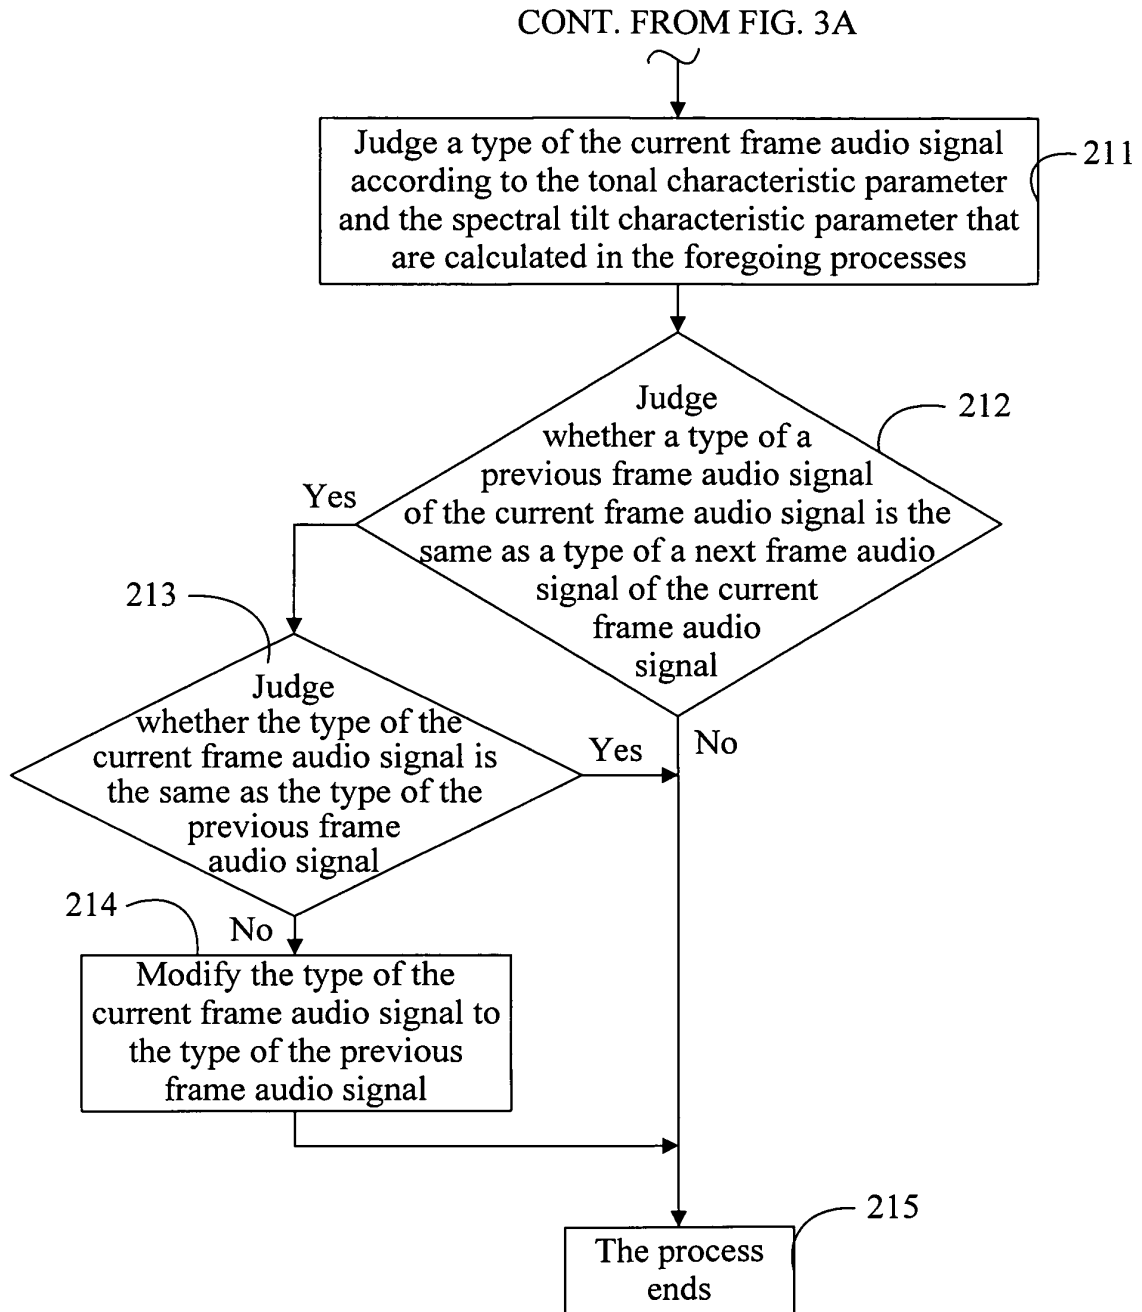 CONT. FROM FIG. 3A
Judge a type of the current frame audio signal
according to the tonal characteristic parameter
and the spectral tilt characteristic parameter that
are calculated in the foregoing processes
211
Judge
whether a type of a
previous frame audio signal
of the current frame audio signal is the
same as a type of a next frame audio
signal of the current
frame audio
signal
212
Yes
No
213
Judge
whether the type of the
current frame audio signal is
the same as the type of the
previous frame
audio signal
Yes
No
214
Modify the type of the
current frame audio signal to
the type of the previous
frame audio signal
215
The process
ends